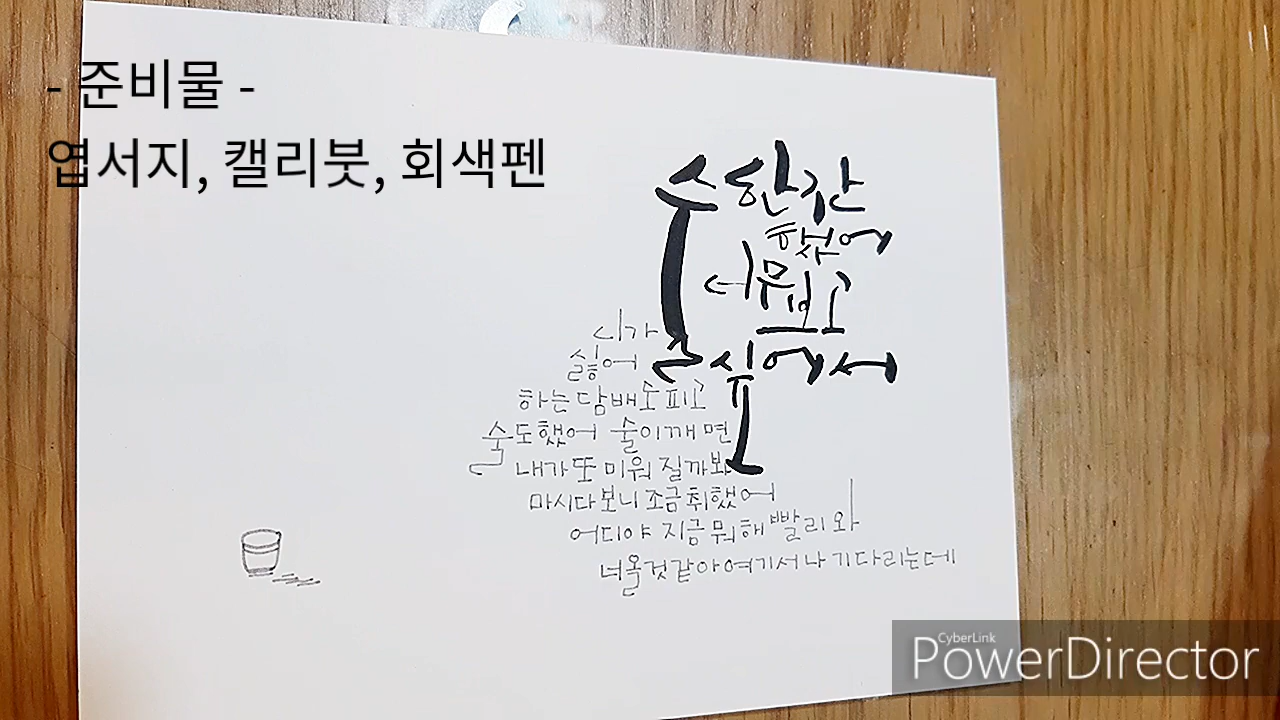 - 준비물 -
엽서지, 캘리붓, 회색펜
술 한잔
했어
너무 보고
싶어서
니가
싫어
하는 담배도 피고
술도 했어 술이 깨면
내가 또 미워 질까봐
마시다보니 조금 취했어
어디야 지금 뭐해 빨리 와
너 올것 같아 여기서 나 기다리는데
CyberLink
PowerDirector